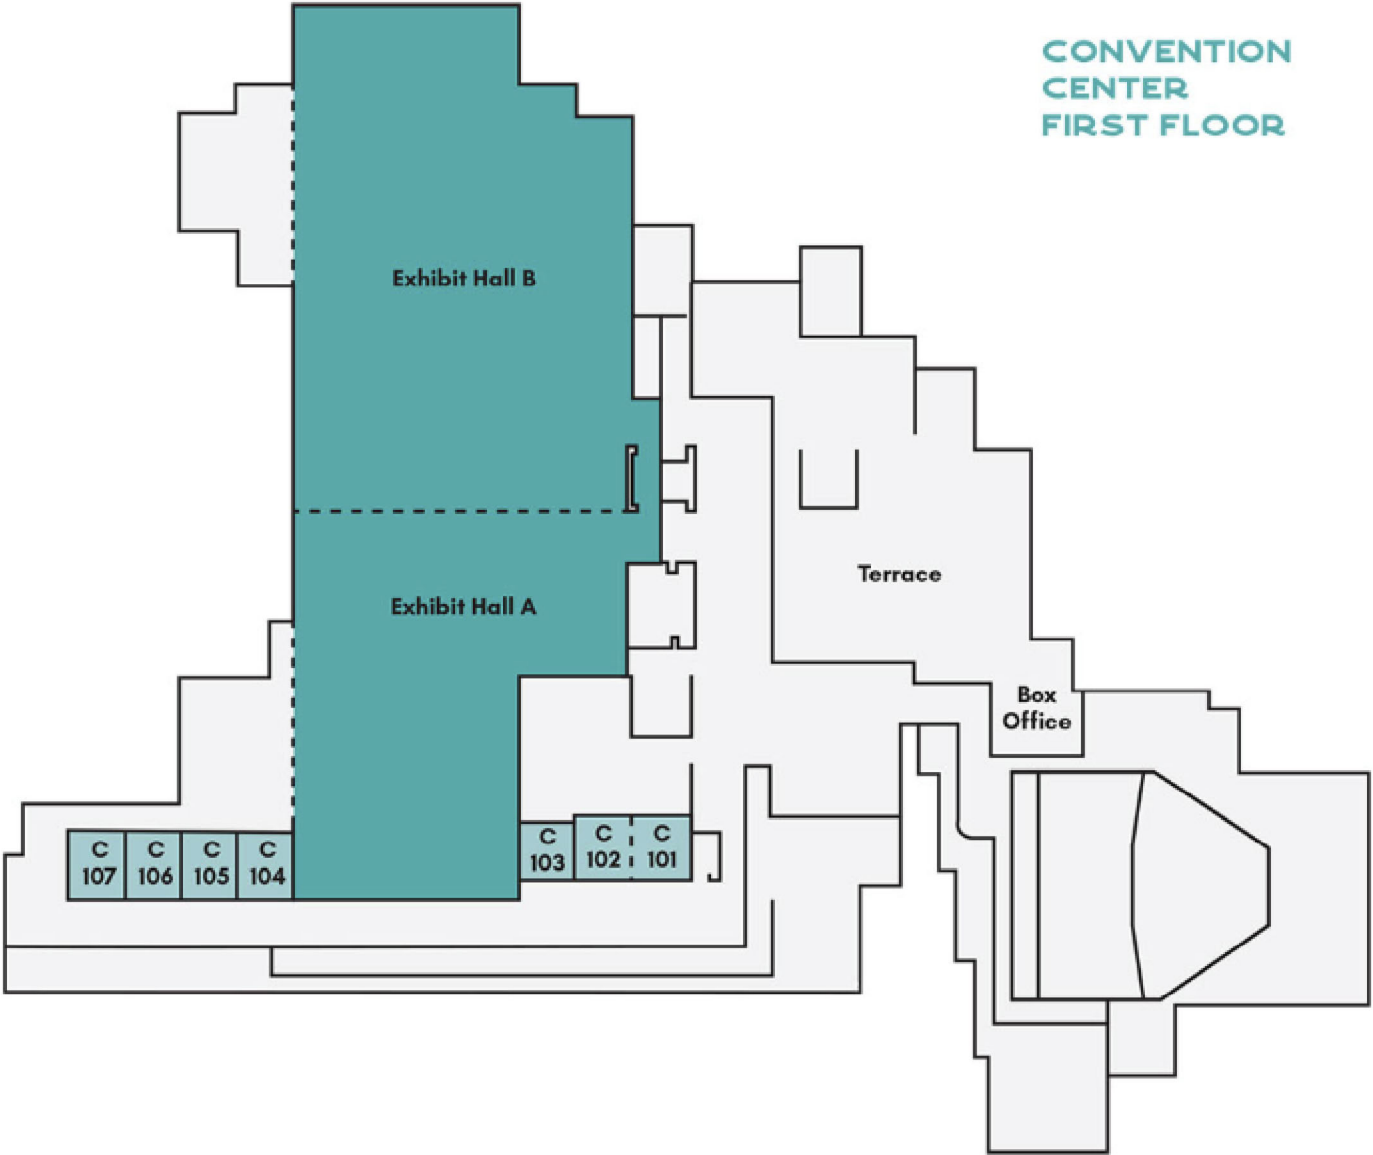 CONVENTION
CENTER
FIRST FLOOR
Exhibit Hall B
Terrace
Exhibit Hall A
Box
Office
C
107
C
106
C
105
C
104
C
103
C
102
C
101